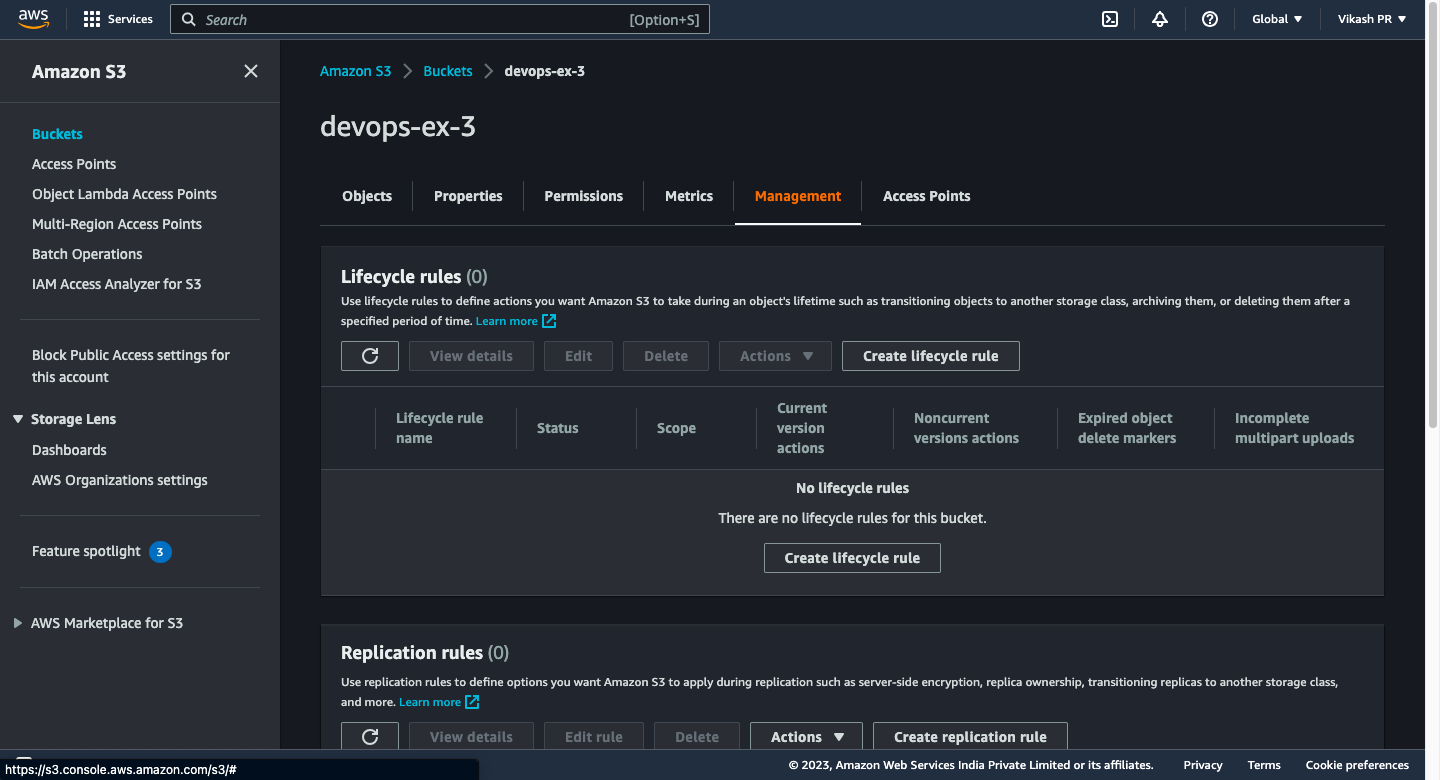 aws
Services
Search
[Option+S]
Global
Vikash PR
Amazon S3
Buckets
Access Points
Object Lambda Access Points
Multi-Region Access Points
Batch Operations
IAM Access Analyzer for S3
Block Public Access settings for
this account
Storage Lens
Dashboards
AWS Organizations settings
Feature spotlight 3
AWS Marketplace for S3
Amazon S3 > Buckets > devops-ex-3
devops-ex-3
Objects
Properties
Permissions
Metrics
Management
Access Points
Lifecycle rules (0)
Use lifecycle rules to define actions you want Amazon S3 to take during an object's lifetime such as transitioning objects to another storage class, archiving them, or deleting them after a
specified period of time. Learn more
View details
Edit
Delete
Actions
Create lifecycle rule
Lifecycle rule
name
Status
Scope
Current
version
actions
Noncurrent
versions actions
Expired object
delete markers
Incomplete
multipart uploads
No lifecycle rules
There are no lifecycle rules for this bucket.
Create lifecycle rule
Replication rules (0)
Use replication rules to define options you want Amazon S3 to apply during replication such as server-side encryption, replica ownership, transitioning replicas to another storage class,
and more. Learn more
View details
Edit rule
Delete
Actions
Create replication rule
https://s3.console.aws.amazon.com/s3/#
© 2023, Amazon Web Services India Private Limited or its affiliates.
Privacy
Terms
Cookie preferences